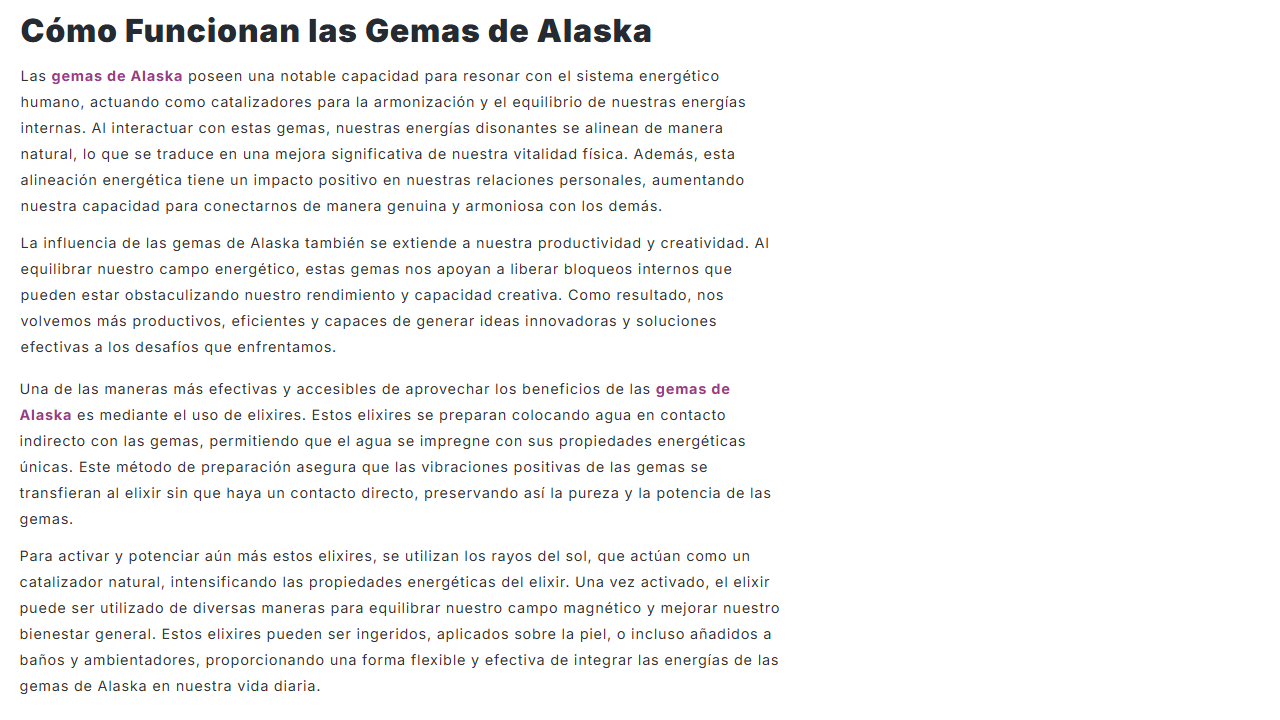 Cómo Funcionan las Gemas de Alaska
Las gemas de Alaska poseen una notable capacidad para resonar con el sistema energético
humano, actuando como catalizadores para la armonización y el equilibrio de nuestras energías
internas. Al interactuar con estas gemas, nuestras energías disonantes se alinean de manera
natural, lo que se traduce en una mejora significativa de nuestra vitalidad física. Además, esta
alineación energética tiene un impacto positivo en nuestras relaciones personales, aumentando
nuestra capacidad para conectarnos de manera genuina y armoniosa con los demás.
La influencia de las gemas de Alaska también se extiende a nuestra productividad y creatividad. Al
equilibrar nuestro campo energético, estas gemas nos apoyan a liberar bloqueos internos que
pueden estar obstaculizando nuestro rendimiento y capacidad creativa. Como resultado, nos
volvemos más productivos, eficientes y capaces de generar ideas innovadoras y soluciones
efectivas a los desafíos que enfrentamos.
Una de las maneras más efectivas y accesibles de aprovechar los beneficios de las gemas de
Alaska es mediante el uso de elixires. Estos elixires se preparan colocando agua en contacto
indirecto con las gemas, permitiendo que el agua se impregne con sus propiedades energéticas
únicas. Este método de preparación asegura que las vibraciones positivas de las gemas se
transfieran al elixir sin que haya un contacto directo, preservando así la pureza y la potencia de las
gemas.
Para activar y potenciar aún más estos elixires, se utilizan los rayos del sol, que actúan como un
catalizador natural, intensificando las propiedades energéticas del elixir. Una vez activado, el elixir
puede ser utilizado de diversas maneras para equilibrar nuestro campo magnético y mejorar nuestro
bienestar general. Estos elixires pueden ser ingeridos, aplicados sobre la piel, o incluso añadidos a
baños y ambientadores, proporcionando una forma flexible y efectiva de integrar las energías de las
gemas de Alaska en nuestra vida diaria.